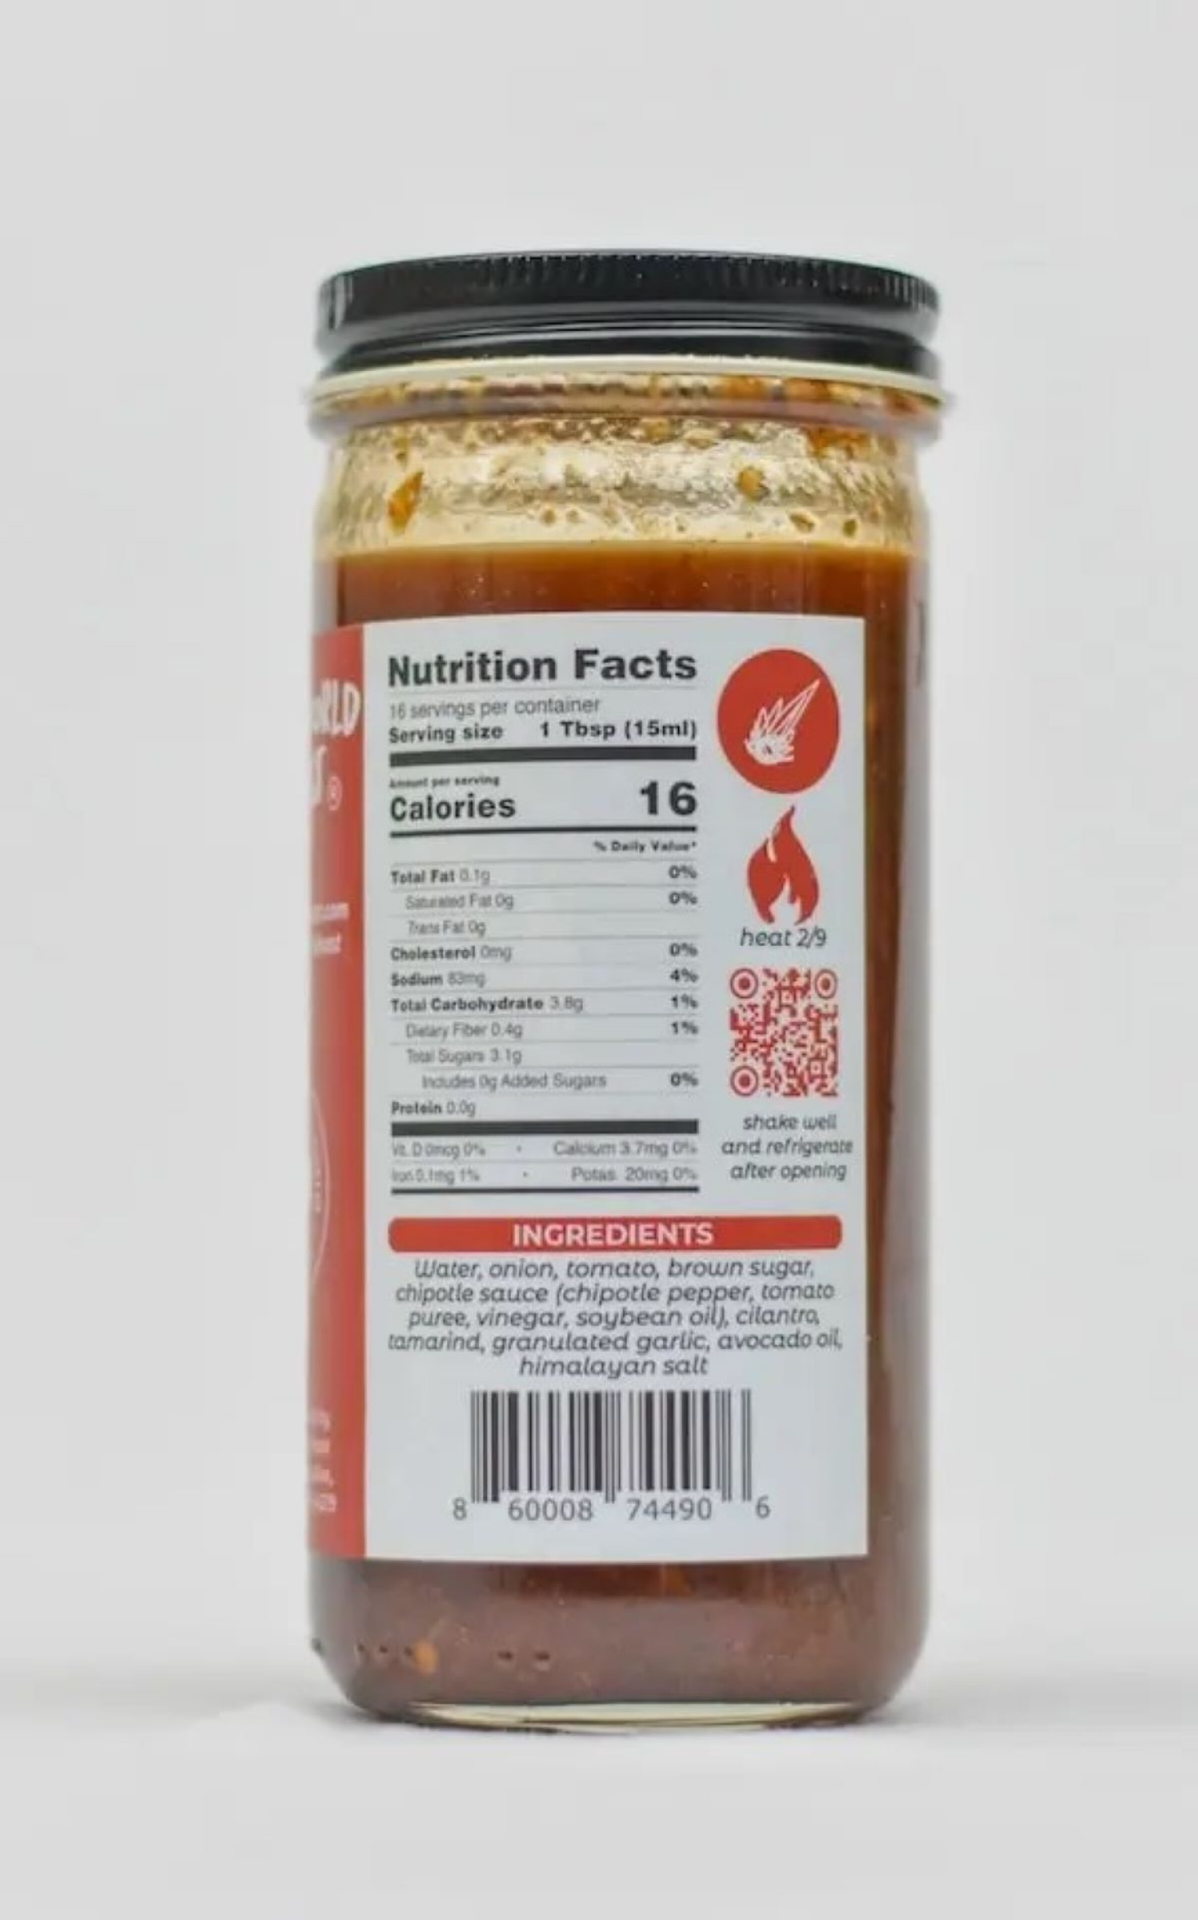 Nutrition Facts
16 servings per container
Serving size 1 Tbsp (15ml)
Amount per serving
Calories 16
% Daily Value*
Total Fat 0.1g 0%
Saturated Fat 0g 0%
Trans Fat 0g
Cholesterol 0mg 0%
Sodium 83mg 4%
Total Carbohydrate 3.8g 1%
Dietary Fiber 0.4g 1%
Total Sugars 3.1g
Includes 0g Added Sugars 0%
Protein 0.0g
Vit. D 0mcg 0% • Calcium 3.7mg 0%
Iron 0.1mg 1% • Potas. 20mg 0%
heat 2/9
shake well
and refrigerate
after opening
INGREDIENTS
Water, onion, tomato, brown sugar,
chipotle sauce (chipotle pepper, tomato
puree, vinegar, soybean oil), cilantro,
tamarind, granulated garlic, avocado oil,
himalayan salt
8 60008 74490 6